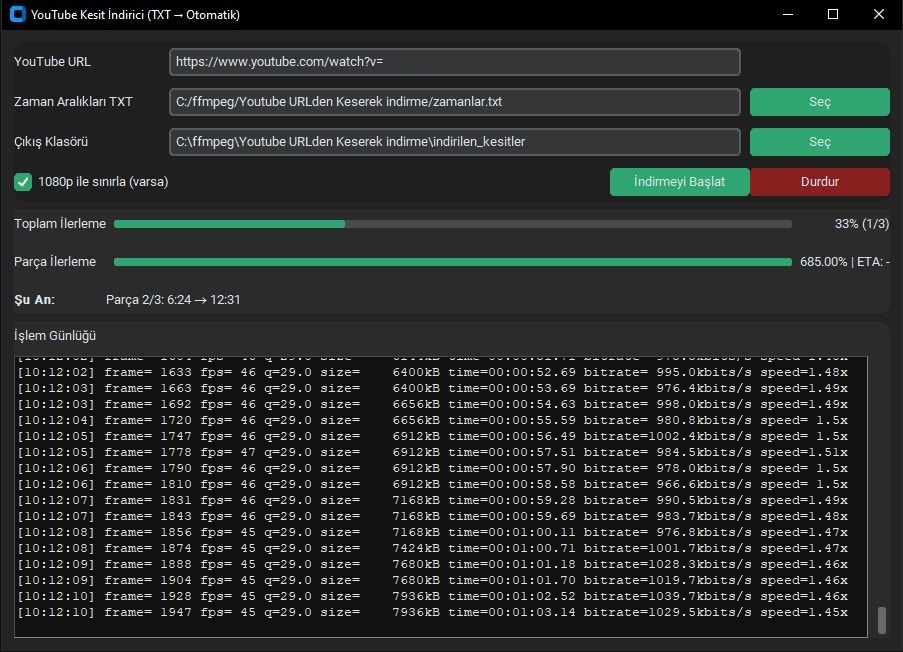 YouTube Kesit İndirici (TXT → Otomatik)
YouTube URL https://www.youtube.com/watch?v=
Zaman Aralıkları TXT C:/ffmpeg/Youtube URLden Keserek indirme/zamanlar.txt Seç
Çıkış Klasörü C:\ffmpeg\Youtube URLden Keserek indirme\indirilen_kesitler Seç
1080p ile sınırla (varsa) İndirmeyi Başlat Durdur
Toplam İlerleme 33% (1/3)
Parça İlerleme 685.00% | ETA: -
Şu An: Parça 2/3: 6:24 → 12:31
İşlem Günlüğü
[10:12:02] frame= 1633 fps= 46 q=29.0 size=    6400kB time=00:00:52.69 bitrate= 995.0kbits/s speed=1.48x
[10:12:03] frame= 1663 fps= 46 q=29.0 size=    6400kB time=00:00:53.69 bitrate= 976.4kbits/s speed=1.49x
[10:12:03] frame= 1692 fps= 46 q=29.0 size=    6656kB time=00:00:54.63 bitrate= 998.0kbits/s speed=1.49x
[10:12:04] frame= 1720 fps= 46 q=29.0 size=    6656kB time=00:00:55.59 bitrate= 980.8kbits/s speed= 1.5x
[10:12:05] frame= 1747 fps= 46 q=29.0 size=    6912kB time=00:00:56.49 bitrate=1002.4kbits/s speed= 1.5x
[10:12:05] frame= 1778 fps= 47 q=29.0 size=    6912kB time=00:00:57.51 bitrate= 984.5kbits/s speed=1.51x
[10:12:06] frame= 1790 fps= 46 q=29.0 size=    6912kB time=00:00:57.90 bitrate= 978.0kbits/s speed= 1.5x
[10:12:06] frame= 1810 fps= 46 q=29.0 size=    6912kB time=00:00:58.58 bitrate= 966.6kbits/s speed= 1.5x
[10:12:07] frame= 1831 fps= 46 q=29.0 size=    7168kB time=00:00:59.28 bitrate= 990.5kbits/s speed=1.49x
[10:12:07] frame= 1843 fps= 46 q=29.0 size=    7168kB time=00:00:59.69 bitrate= 983.7kbits/s speed=1.48x
[10:12:08] frame= 1856 fps= 45 q=29.0 size=    7168kB time=00:01:00.11 bitrate= 976.8kbits/s speed=1.47x
[10:12:08] frame= 1874 fps= 45 q=29.0 size=    7424kB time=00:01:00.71 bitrate=1001.7kbits/s speed=1.47x
[10:12:09] frame= 1888 fps= 45 q=29.0 size=    7680kB time=00:01:01.18 bitrate=1028.3kbits/s speed=1.46x
[10:12:09] frame= 1904 fps= 45 q=29.0 size=    7680kB time=00:01:01.70 bitrate=1019.7kbits/s speed=1.46x
[10:12:10] frame= 1928 fps= 45 q=29.0 size=    7936kB time=00:01:02.52 bitrate=1039.7kbits/s speed=1.46x
[10:12:10] frame= 1947 fps= 45 q=29.0 size=    7936kB time=00:01:03.14 bitrate=1029.5kbits/s speed=1.45x